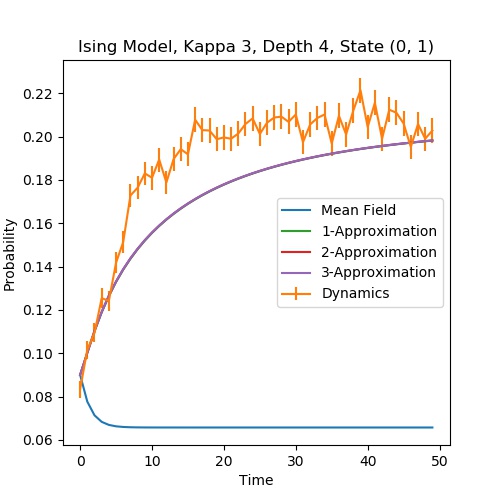 Ising Model, Kappa 3, Depth 4, State (0, 1)
0.22
0.20
0.18
0.16
0.14
0.12
0.10
0.08
0.06
Probability
Mean Field
1-Approximation
2-Approximation
3-Approximation
Dynamics
0 10 20 30 40 50
Time